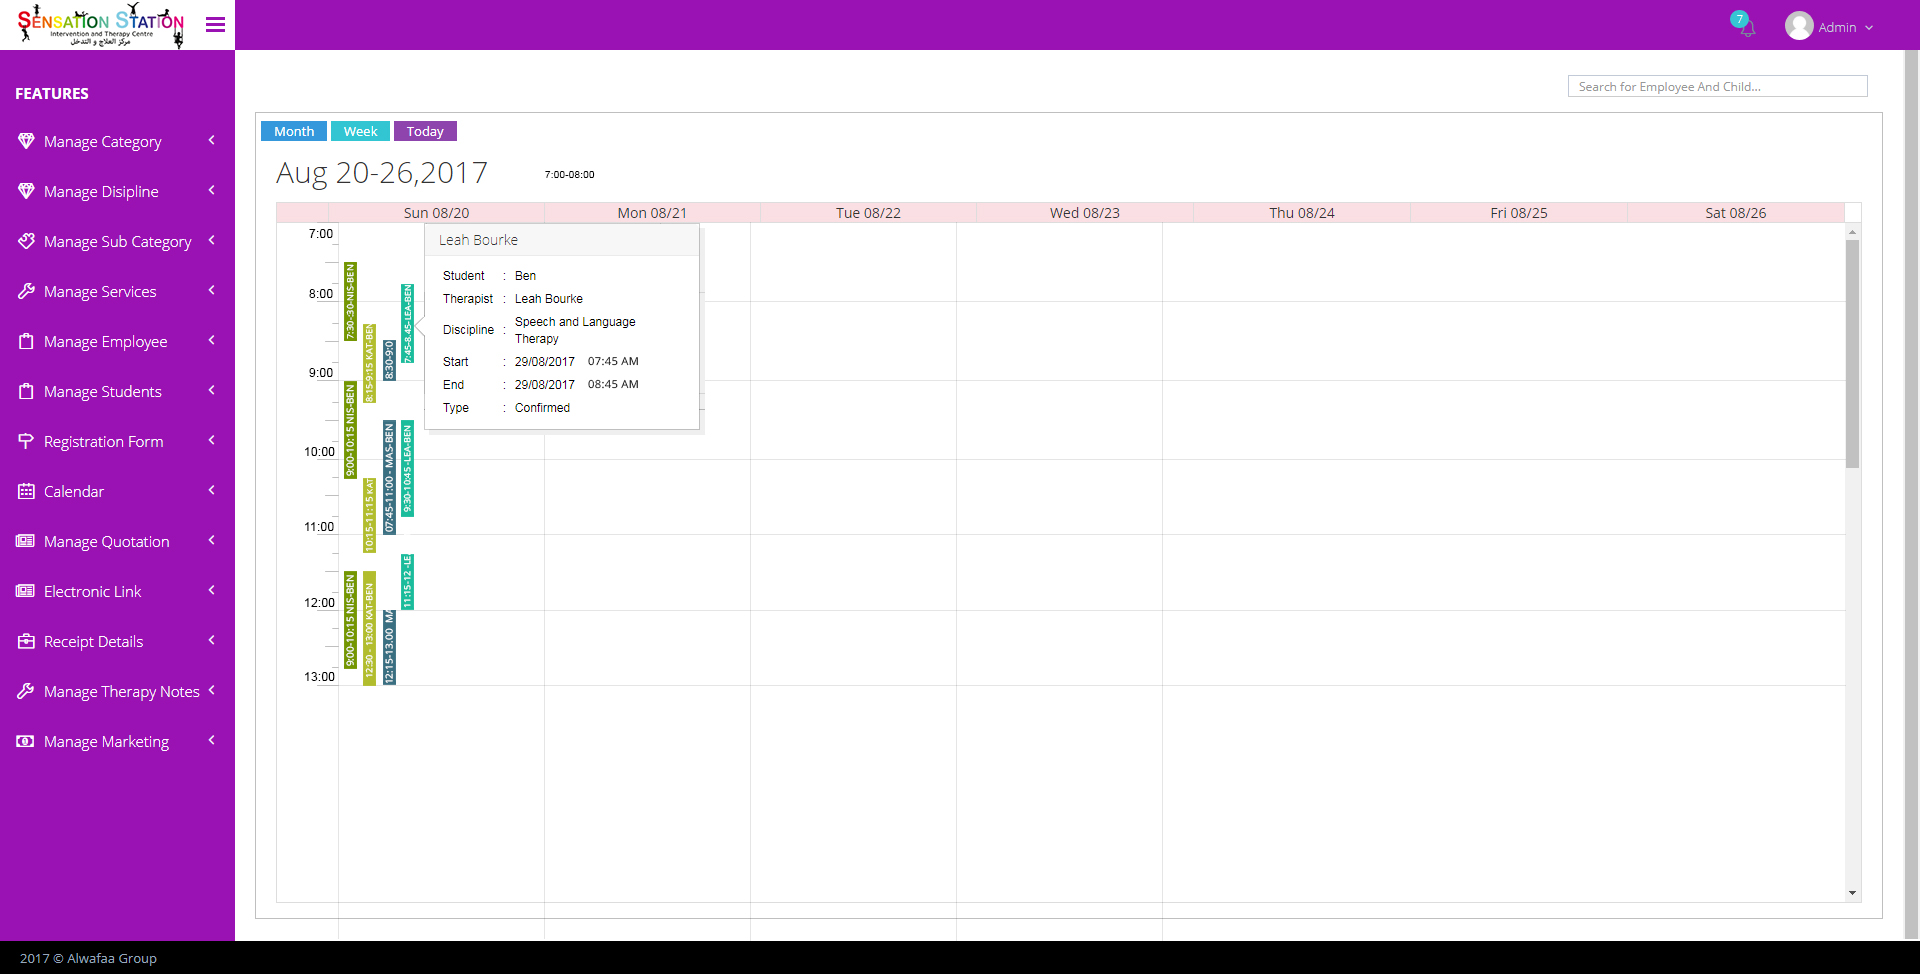 SENSATION STATION
Intervention and Therapy Centre
مركز العلاج و التدخل
7
Admin
FEATURES
Manage Category
Manage Disipline
Manage Sub Category
Manage Services
Manage Employee
Manage Students
Registration Form
Calendar
Manage Quotation
Electronic Link
Receipt Details
Manage Therapy Notes
Manage Marketing
Search for Employee And Child...
Month Week Today
Aug 20-26,2017 7:00-08:00
Sun 08/20 Mon 08/21 Tue 08/22 Wed 08/23 Thu 08/24 Fri 08/25 Sat 08/26
7:00
8:00
9:00
10:00
11:00
12:00
13:00
7:30-:30-NIS-BEN
8:15-9:15 KAT-BEN
8:30-9:0
7:45-8.45-LEA-BEN
9:00-10:15 NIS-BEN
10:15-11:15 KAT
07:45-11:00 - MAS-BEN
9:30-10:45 -LEA-BEN
11:15-12 -LE
9:00-10:15 NIS-BEN
12:30 - 13:00 KAT-BEN
12:15-13.00 MA
Leah Bourke
Student : Ben
Therapist : Leah Bourke
Discipline : Speech and Language
Therapy
Start : 29/08/2017 07:45 AM
End : 29/08/2017 08:45 AM
Type : Confirmed
2017 © Alwafaa Group